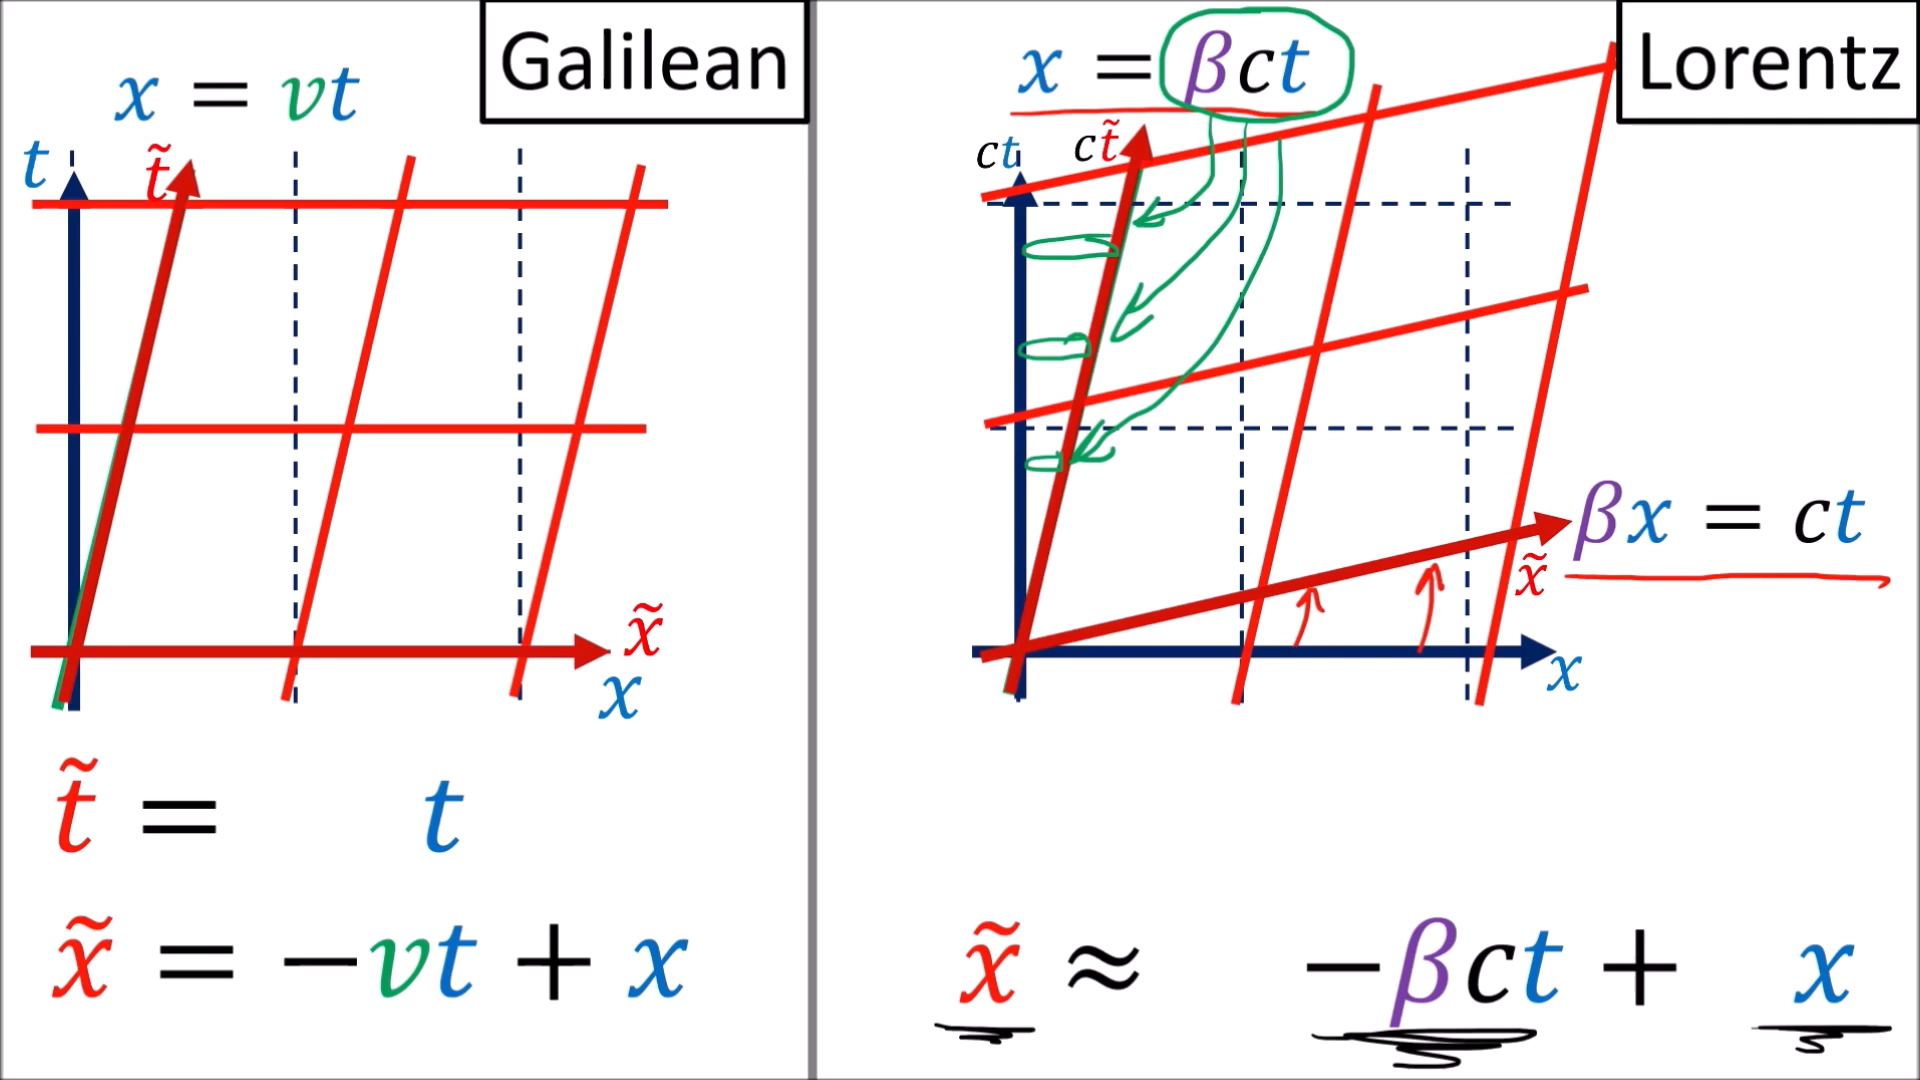 Galilean
x = vt
t
t̃
x̃
x
t̃ = t
x̃ = −vt + x
Lorentz
x = βct
ct
ct̃
βx = ct
x̃
x
x̃ ≈ −βct + x